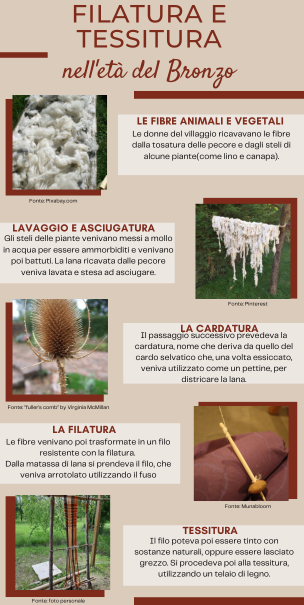 FILATURA E
TESSITURA
nell'età del Bronzo
LE FIBRE ANIMALI E VEGETALI
Le donne del villaggio ricavavano le fibre
dalla tosatura delle pecore e dagli steli di
alcune piante(come lino e canapa).
Fonte: Pixabay.com
LAVAGGIO E ASCIUGATURA
Gli steli delle piante venivano messi a mollo
in acqua per essere ammorbiditi e venivano
poi battuti. La lana ricavata dalle pecore
veniva lavata e stesa ad asciugare.
Fonte: Pinterest
LA CARDATURA
Il passaggio successivo prevedeva la
cardatura, nome che deriva da quello del
cardo selvatico che, una volta essiccato,
veniva utilizzato come un pettine, per
districare la lana.
Fonte: "fuller's comb" by Virginia McMillan
LA FILATURA
Le fibre venivano poi trasformate in un filo
resistente con la filatura.
Dalla matassa di lana si prendeva il filo, che
veniva arrotolato utilizzando il fuso
Fonte: Munabloom
TESSITURA
Il filo poteva poi essere tinto con
sostanze naturali, oppure essere lasciato
grezzo. Si procedeva poi alla tessitura,
utilizzando un telaio di legno.
Fonte: foto personale